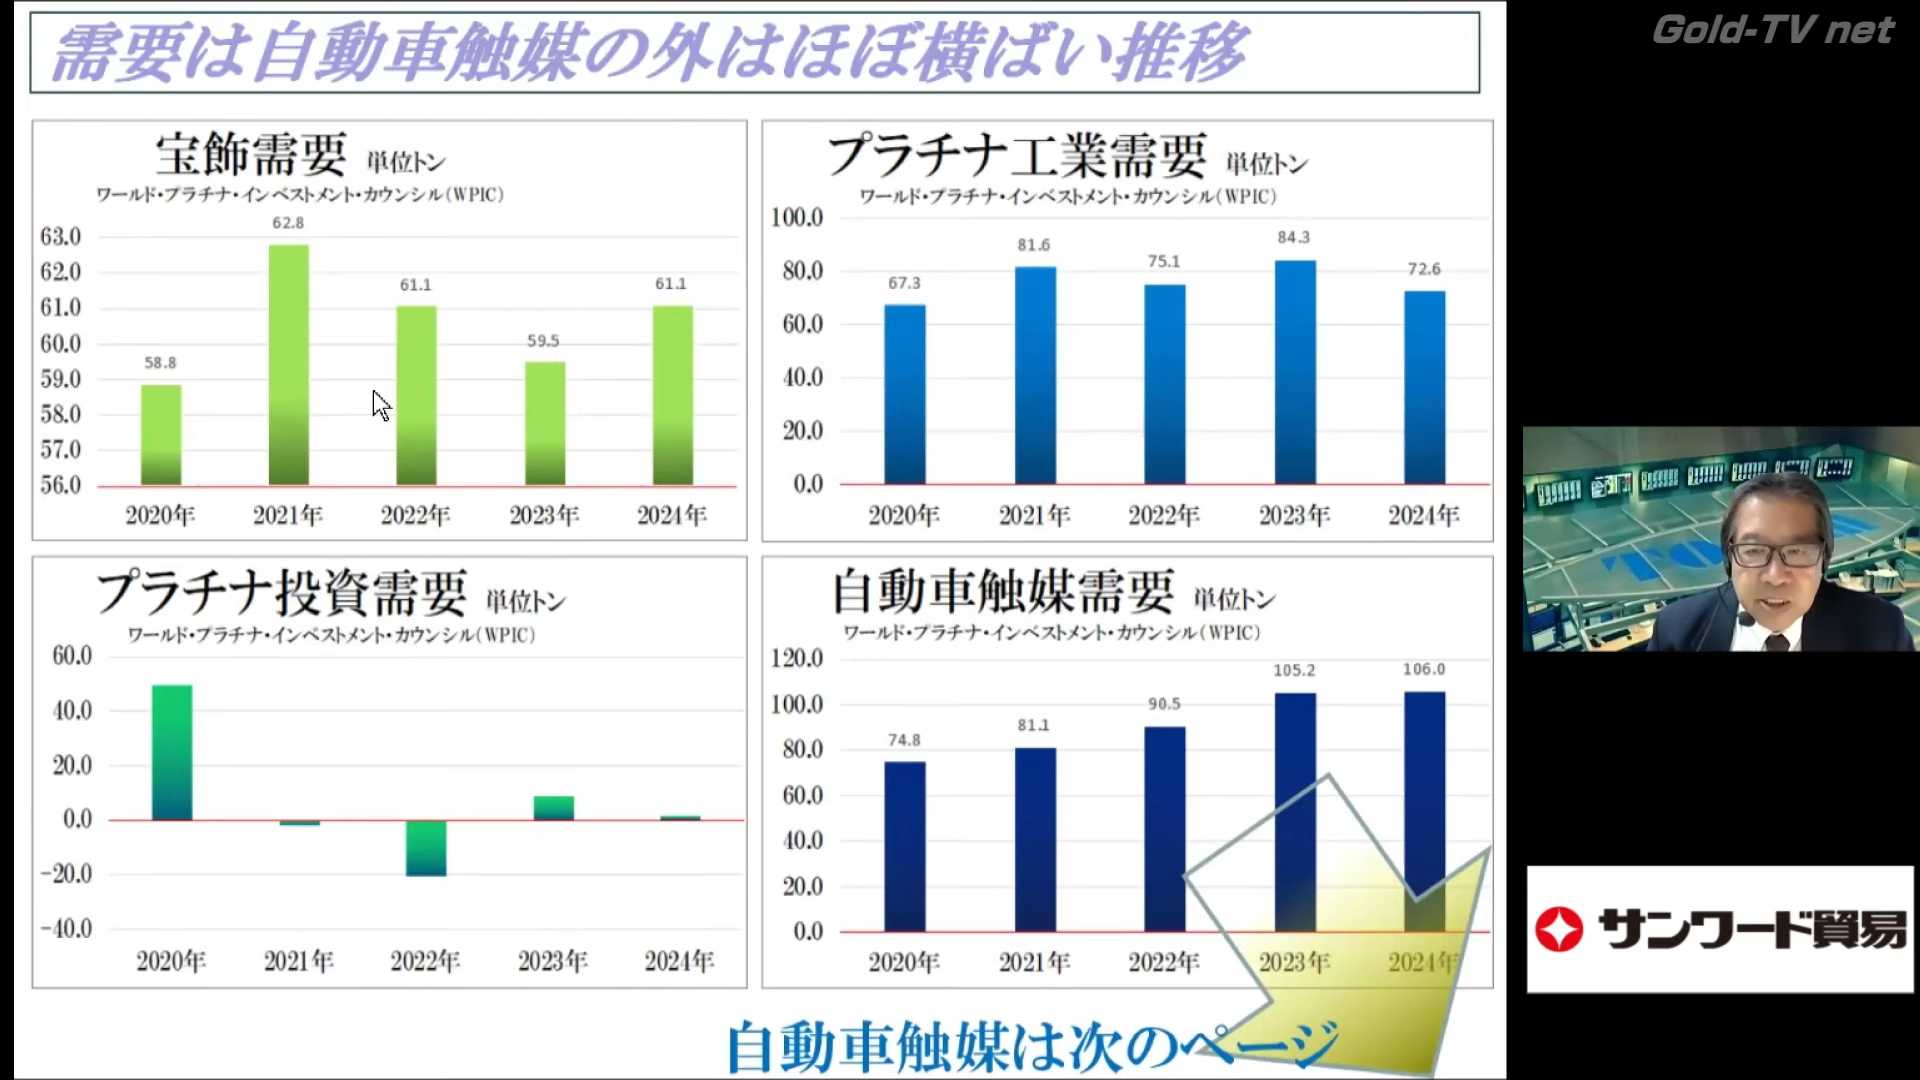 Gold-TV net
需要は自動車触媒の外はほぼ横ばい推移
宝飾需要 単位トン
ワールド・プラチナ・インベストメント・カウンシル(WPIC)
63.0
62.0
61.0
60.0
59.0
58.0
57.0
56.0
58.8
62.8
61.1
59.5
61.1
2020年 2021年 2022年 2023年 2024年
プラチナ工業需要 単位トン
ワールド・プラチナ・インベストメント・カウンシル(WPIC)
100.0
80.0
60.0
40.0
20.0
0.0
67.3
81.6
75.1
84.3
72.6
2020年 2021年 2022年 2023年 2024年
プラチナ投資需要 単位トン
ワールド・プラチナ・インベストメント・カウンシル(WPIC)
60.0
40.0
20.0
0.0
-20.0
-40.0
2020年 2021年 2022年 2023年 2024年
自動車触媒需要 単位トン
ワールド・プラチナ・インベストメント・カウンシル(WPIC)
120.0
100.0
80.0
60.0
40.0
20.0
0.0
74.8
81.1
90.5
105.2
106.0
2020年 2021年 2022年 2023年 2024年
自動車触媒は次のページ
サンワード貿易